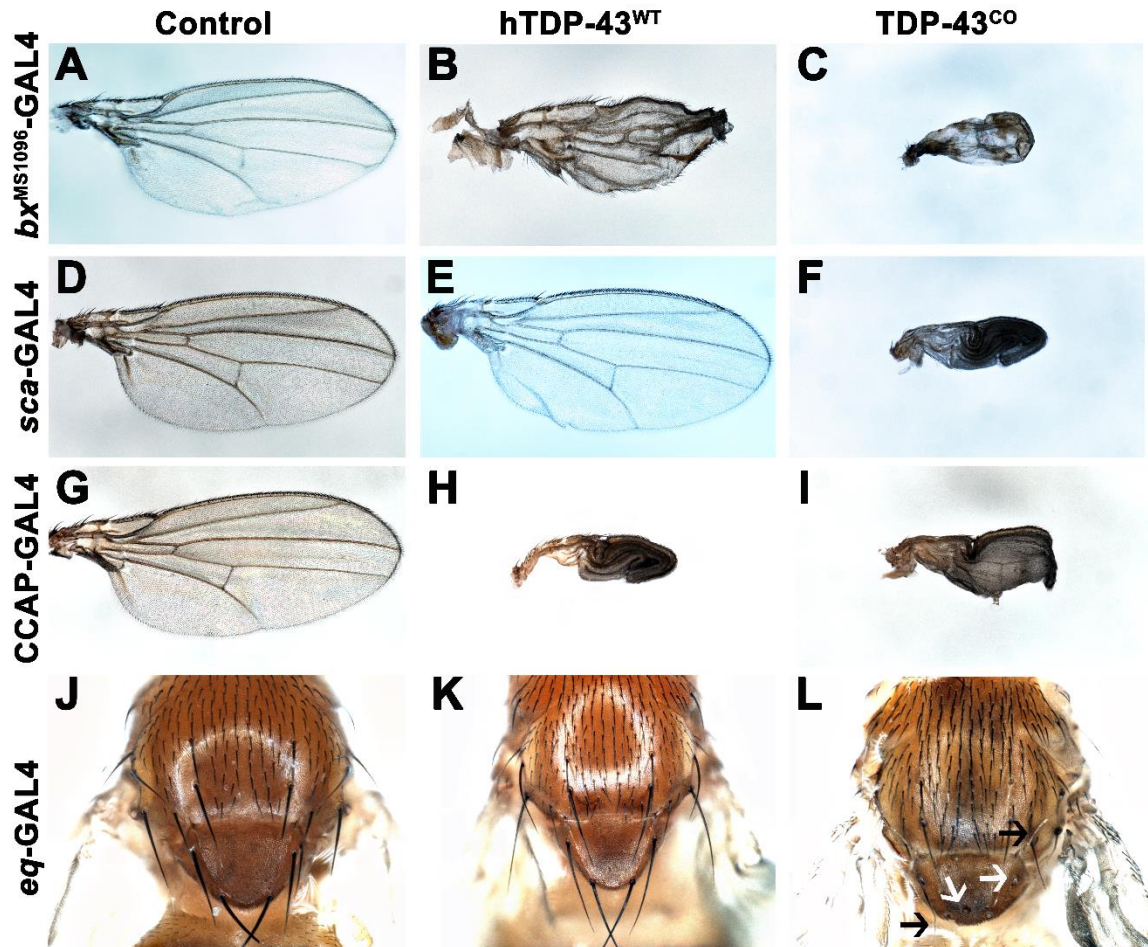 Control hTDP-43ᵂᵀ TDP-43ᶜᴼ
bxᴹˢ¹⁰⁹⁶-GAL4
A B C
sca-GAL4
D E F
CCAP-GAL4
G H I
eq-GAL4
J K L